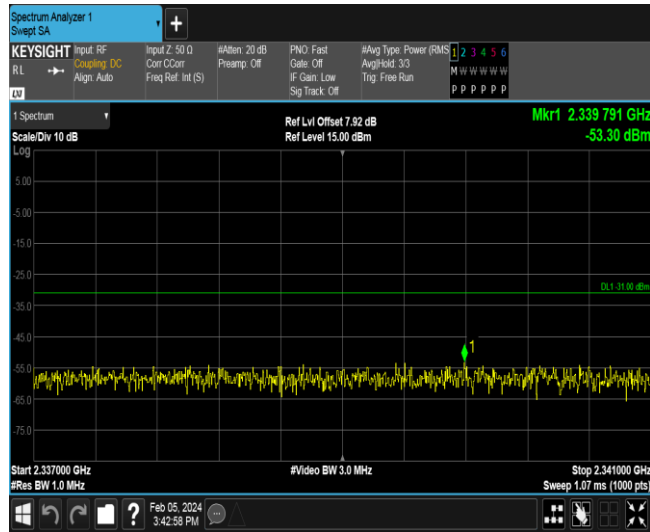 Spectrum Analyzer 1
Swept SA
KEYSIGHT Input: RF Input Z: 50 Ω #Atten: 20 dB PNO: Fast #Avg Type: Power (RMS 1 2 3 4 5 6
RL Coupling: DC Corr CCorr Preamp: Off Gate: Off Avg|Hold: 3/3 M W W W W W
Align: Auto Freq Ref: Int (S) IF Gain: Low Trig: Free Run
LXI Sig Track: Off P P P P P P
1 Spectrum Ref Lvl Offset 7.92 dB Mkr1 2.339 791 GHz
Scale/Div 10 dB Ref Level 15.00 dBm -53.30 dBm
Log
5.00
-5.00
-15.0
-25.0
DL1 -31.00 dBm
-35.0
-45.0
1
-55.0
-65.0
-75.0
Start 2.337000 GHz #Video BW 3.0 MHz Stop 2.341000 GHz
#Res BW 1.0 MHz Sweep 1.07 ms (1000 pts)
? Feb 05, 2024
3:42:58 PM